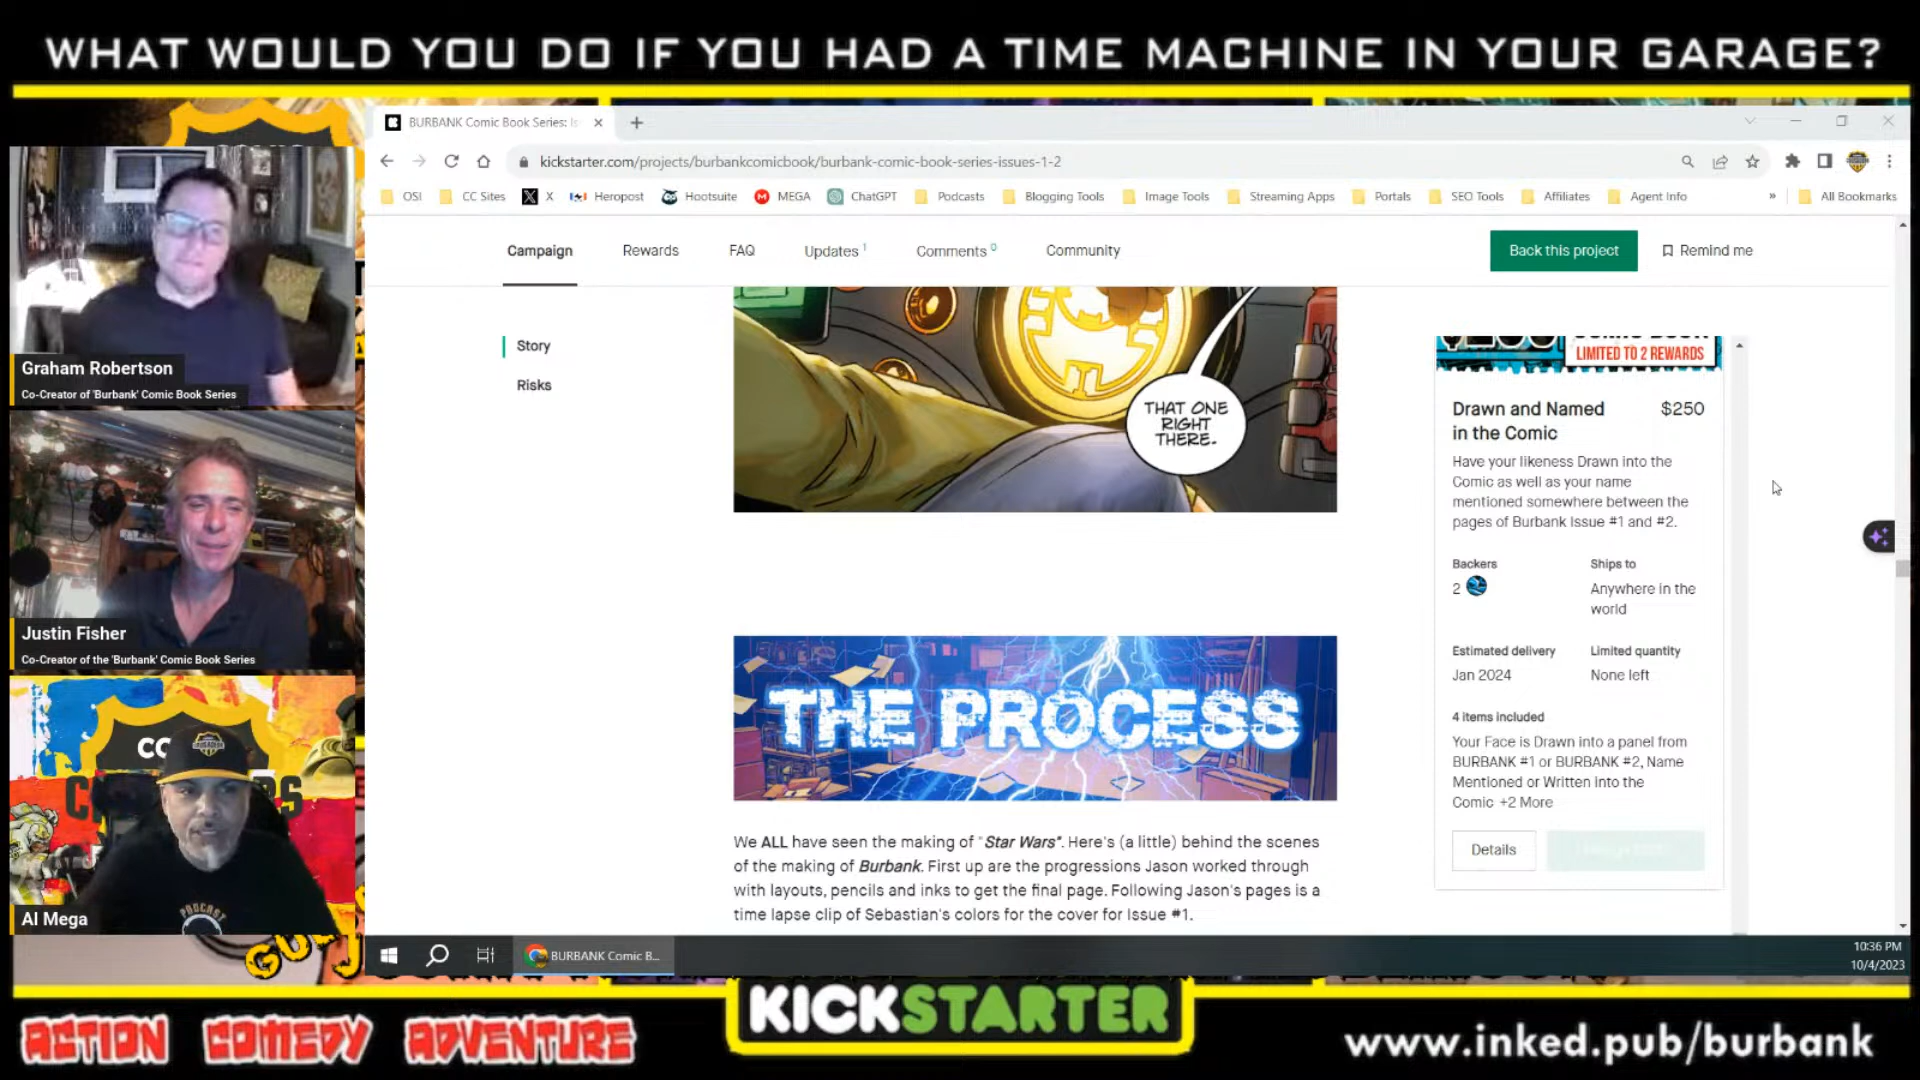 WHAT WOULD YOU DO IF YOU HAD A TIME MACHINE IN YOUR GARAGE?
BURBANK Comic Book Series: Is
kickstarter.com/projects/burbankcomicbook/burbank-comic-book-series-issues-1-2
OSI CC Sites X Heropost Hootsuite MEGA ChatGPT Podcasts Blogging Tools Image Tools Streaming Apps Portals SEO Tools Affiliates Agent Info » All Bookmarks
Campaign Rewards FAQ Updates 1 Comments 0 Community Back this project Remind me
Story
Risks
THAT ONE
RIGHT
THERE.
LIMITED TO 2 REWARDS
Drawn and Named $250
in the Comic
Have your likeness Drawn into the
Comic as well as your name
mentioned somewhere between the
pages of Burbank Issue #1 and #2.
Backers Ships to
2 Anywhere in the
world
Estimated delivery Limited quantity
Jan 2024 None left
4 items included
Your Face is Drawn into a panel from
BURBANK #1 or BURBANK #2, Name
Mentioned or Written Into the
Comic +2 More
Details
THE PROCESS
We ALL have seen the making of "Star Wars". Here's (a little) behind the scenes
of the making of Burbank. First up are the progressions Jason worked through
with layouts, pencils and inks to get the final page. Following Jason's pages is a
time lapse clip of Sebastian's colors for the cover for Issue #1.
Graham Robertson
Co-Creator of 'Burbank' Comic Book Series
Justin Fisher
Co-Creator of the 'Burbank' Comic Book Series
PODCAST
Al Mega
BURBANK Comic B...
10:36 PM
10/4/2023
ACTION COMEDY ADVENTURE
KICKSTARTER
www.inked.pub/burbank